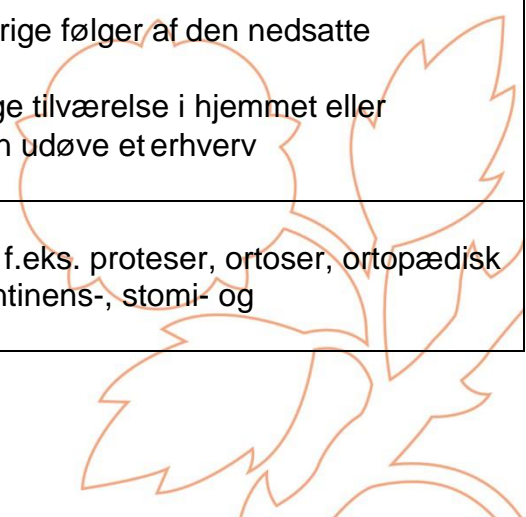 rige følger af den nedsatte
ge tilværelse i hjemmet eller
n udøve et erhverv
f.eks. proteser, ortoser, ortopædisk
ntinens-, stomi- og